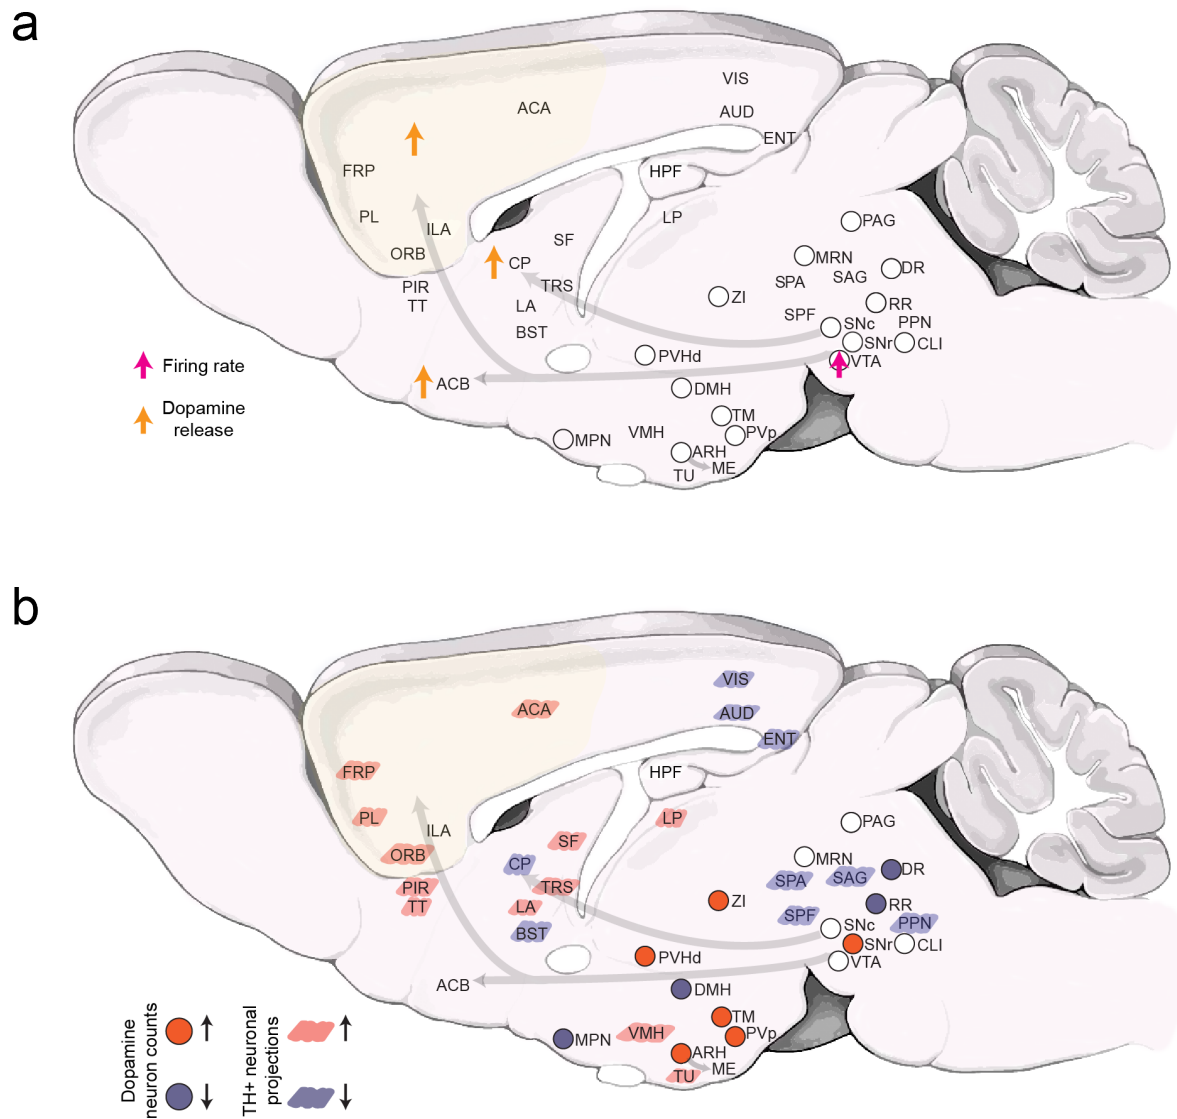 a
VIS
ACA
AUD
ENT
FRP
HPF
PL
LP
PAG
ILA
SF
ORB
CP
MRN
DR
SPA
SAG
PIR
TRS
ZI
TT
LA
RR
SPF
SNc
PPN
BST
SNr
CLI
PVHd
VTA
Firing rate
ACB
DMH
Dopamine
release
TM
MPN
VMH
PVp
ARH
ME
TU
b
VIS
ACA
AUD
ENT
FRP
HPF
PL
LP
PAG
ILA
SF
ORB
CP
MRN
DR
SPA
SAG
PIR
TRS
ZI
TT
LA
RR
SPF
PPN
SNc
BST
SNr
CLI
PVHd
VTA
ACB
DMH
TM
MPN
VMH
PVp
ARH
ME
TU
Dopamine
neuron counts
TH+ neuronal
projections